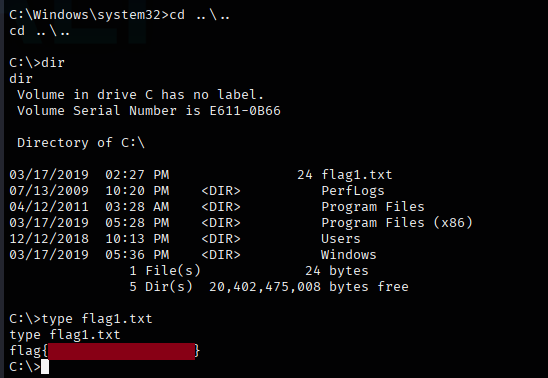 C:\Windows\system32>cd ..\..
cd ..\..
C:\>dir
dir
Volume in drive C has no label.
Volume Serial Number is E611-0B66
Directory of C:\
03/17/2019  02:27 PM                24 flag1.txt
07/13/2009  10:20 PM    <DIR>          PerfLogs
04/12/2011  03:28 AM    <DIR>          Program Files
03/17/2019  05:28 PM    <DIR>          Program Files (x86)
12/12/2018  10:13 PM    <DIR>          Users
03/17/2019  05:36 PM    <DIR>          Windows
1 File(s)             24 bytes
5 Dir(s)  20,402,475,008 bytes free
C:\>type flag1.txt
type flag1.txt
flag{}
C:\>